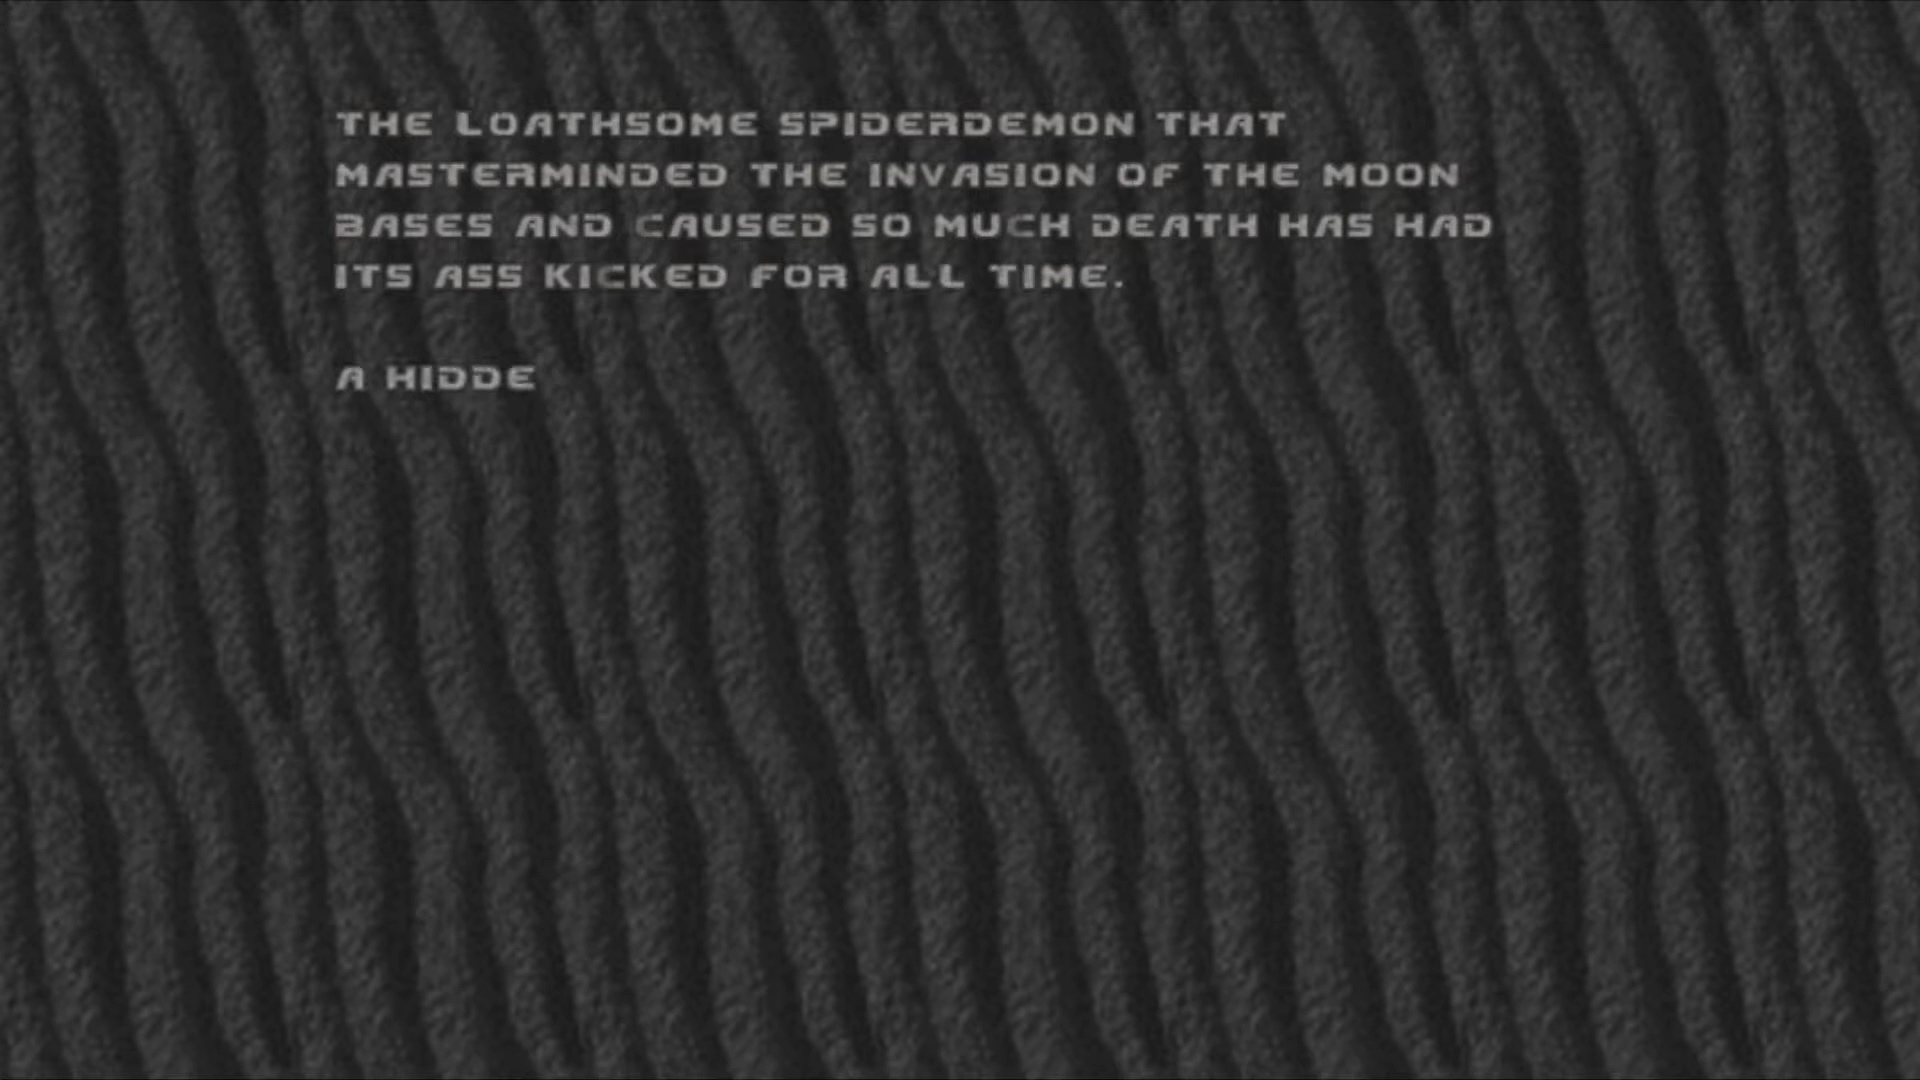 THE LOATHSOME SPIDERDEMON THAT
MASTERMINDED THE INVASION OF THE MOON
BASES AND CAUSED SO MUCH DEATH HAS HAD
ITS ASS KICKED FOR ALL TIME.
A HIDDE